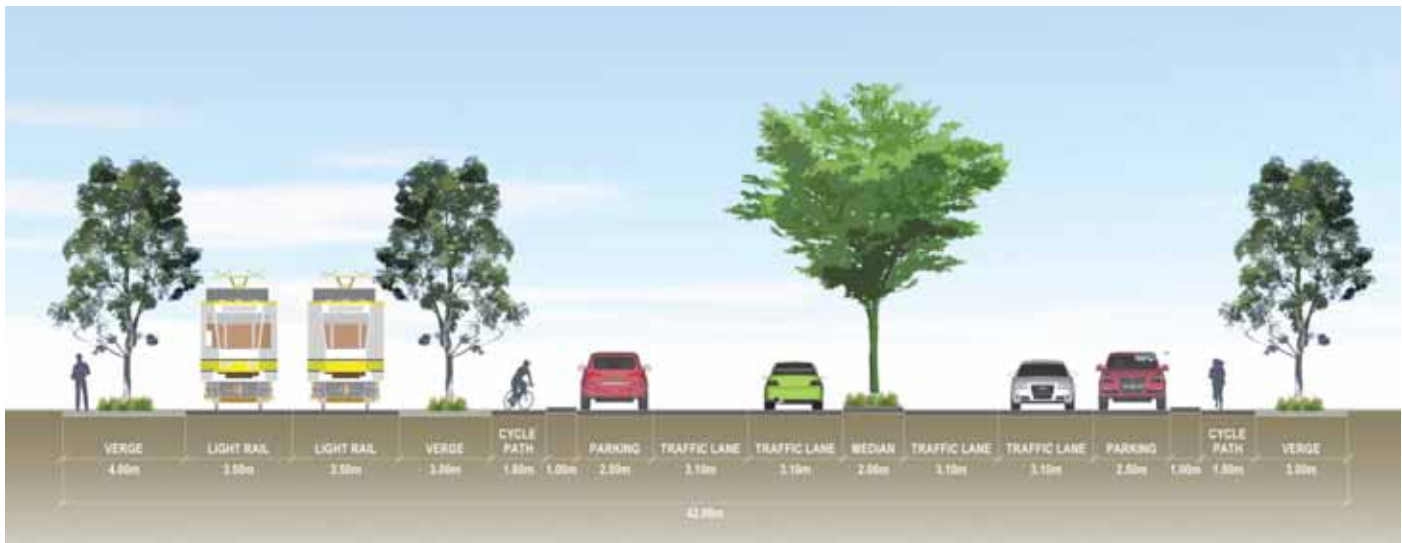 VERGE
4.00m
LIGHT RAIL
3.50m
LIGHT RAIL
3.50m
VERGE
3.00m
CYCLE
PATH
1.80m
1.00m
PARKING
2.50m
TRAFFIC LANE
3.10m
TRAFFIC LANE
3.10m
MEDIAN
2.00m
TRAFFIC LANE
3.10m
TRAFFIC LANE
3.10m
PARKING
2.50m
1.00m
CYCLE
PATH
1.80m
VERGE
3.00m
42.00m